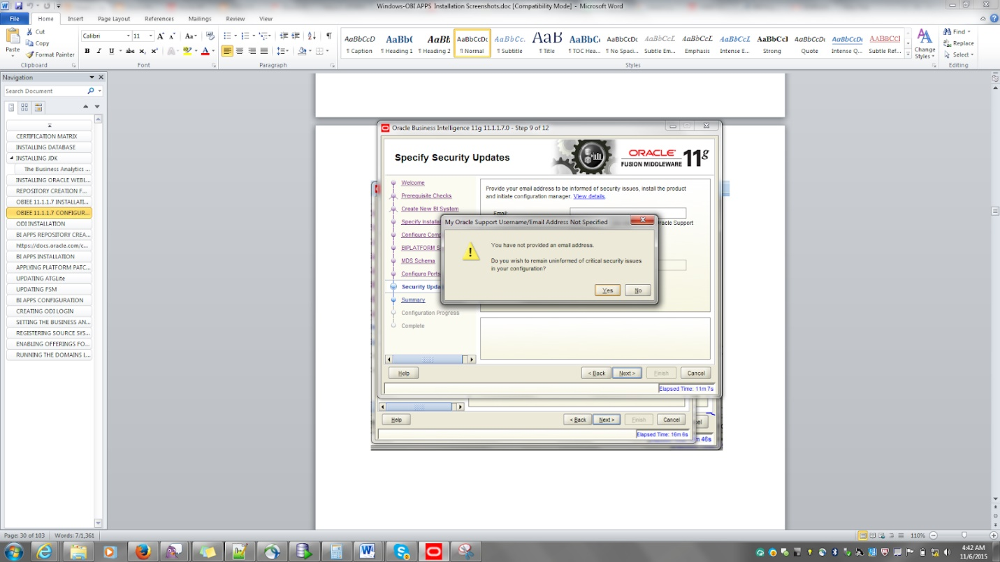 Windows-OBI APPS Installation Screenshots.doc [Compatibility Mode] - Microsoft Word
File Home Insert Page Layout References Mailings Review View
Paste
Cut
Copy
Format Painter
Clipboard
Calibri 11
Font
Paragraph
AaBbCcD AaBb( AaBb AaBbCcDc AaBbCc. AaB AaBbC. AaBbCcDc AaBbCcL AaBbCcL AaBbCcL AaBbCcl AaBbCcDc AaBbCcDc AABBCCI
¶ Caption ¶ Heading 1 ¶ Heading 2 ¶ Normal ¶ Subtitle ¶ Title ¶ TOC Hea... ¶ No Spaci... Subtle Em... Emphasis Intense E... Strong Quote Intense Q... Subtle Ref...
Styles
Change Styles
Find
Replace
Select
Editing
Navigation
Search Document
CERTIFICATION MATRIX
INSTALLING DATABASE
INSTALLING JDK
The Business Analytics ...
INSTALLING ORACLE WEBL...
REPOSITORY CREATION F...
OBIEE 11.1.1.7 INSTALLATI...
OBIEE 11.1.1.7 CONFIGUR...
ODI INSTALLATION
BI APPS REPOSITORY CREA...
https://docs.oracle.com/c...
BI APPS INSTALLATION
APPLYING PLATFORM PATC...
UPDATING ATGLite
UPDATING FSM
BI APPS CONFIGURATION
CREATING ODI LOGIN
SETTING THE BUSINESS AN...
REGISTERING SOURCE SYS...
ENABLING OFFERINGS FO...
RUNNING THE DOMAINS L...
Oracle Business Intelligence 11g 11.1.1.7.0 - Step 9 of 12
Specify Security Updates
ORACLE
FUSION MIDDLEWARE 11g
Welcome
Prerequisite Checks
Create New BI System
Specify Installa
Configure Comp
BIPLATFORM S
MDS Schema
Configure Ports
Security Upda
Summary
Configuration Progress
Complete
Provide your email address to be informed of security issues, install the product
and initiate configuration manager. View details.
Email:
racle Support
My Oracle Support Username/Email Address Not Specified
You have not provided an email address.
Do you wish to remain uninformed of critical security issues
in your configuration?
Yes No
Help < Back Next > Finish Cancel
Elapsed Time: 11m 7s
Help < Back Next > Finish Cancel
Elapsed Time: 16m 6s
m 46s
Page: 30 of 103 Words: 7/1,361
110%
4:42 AM
11/6/2015